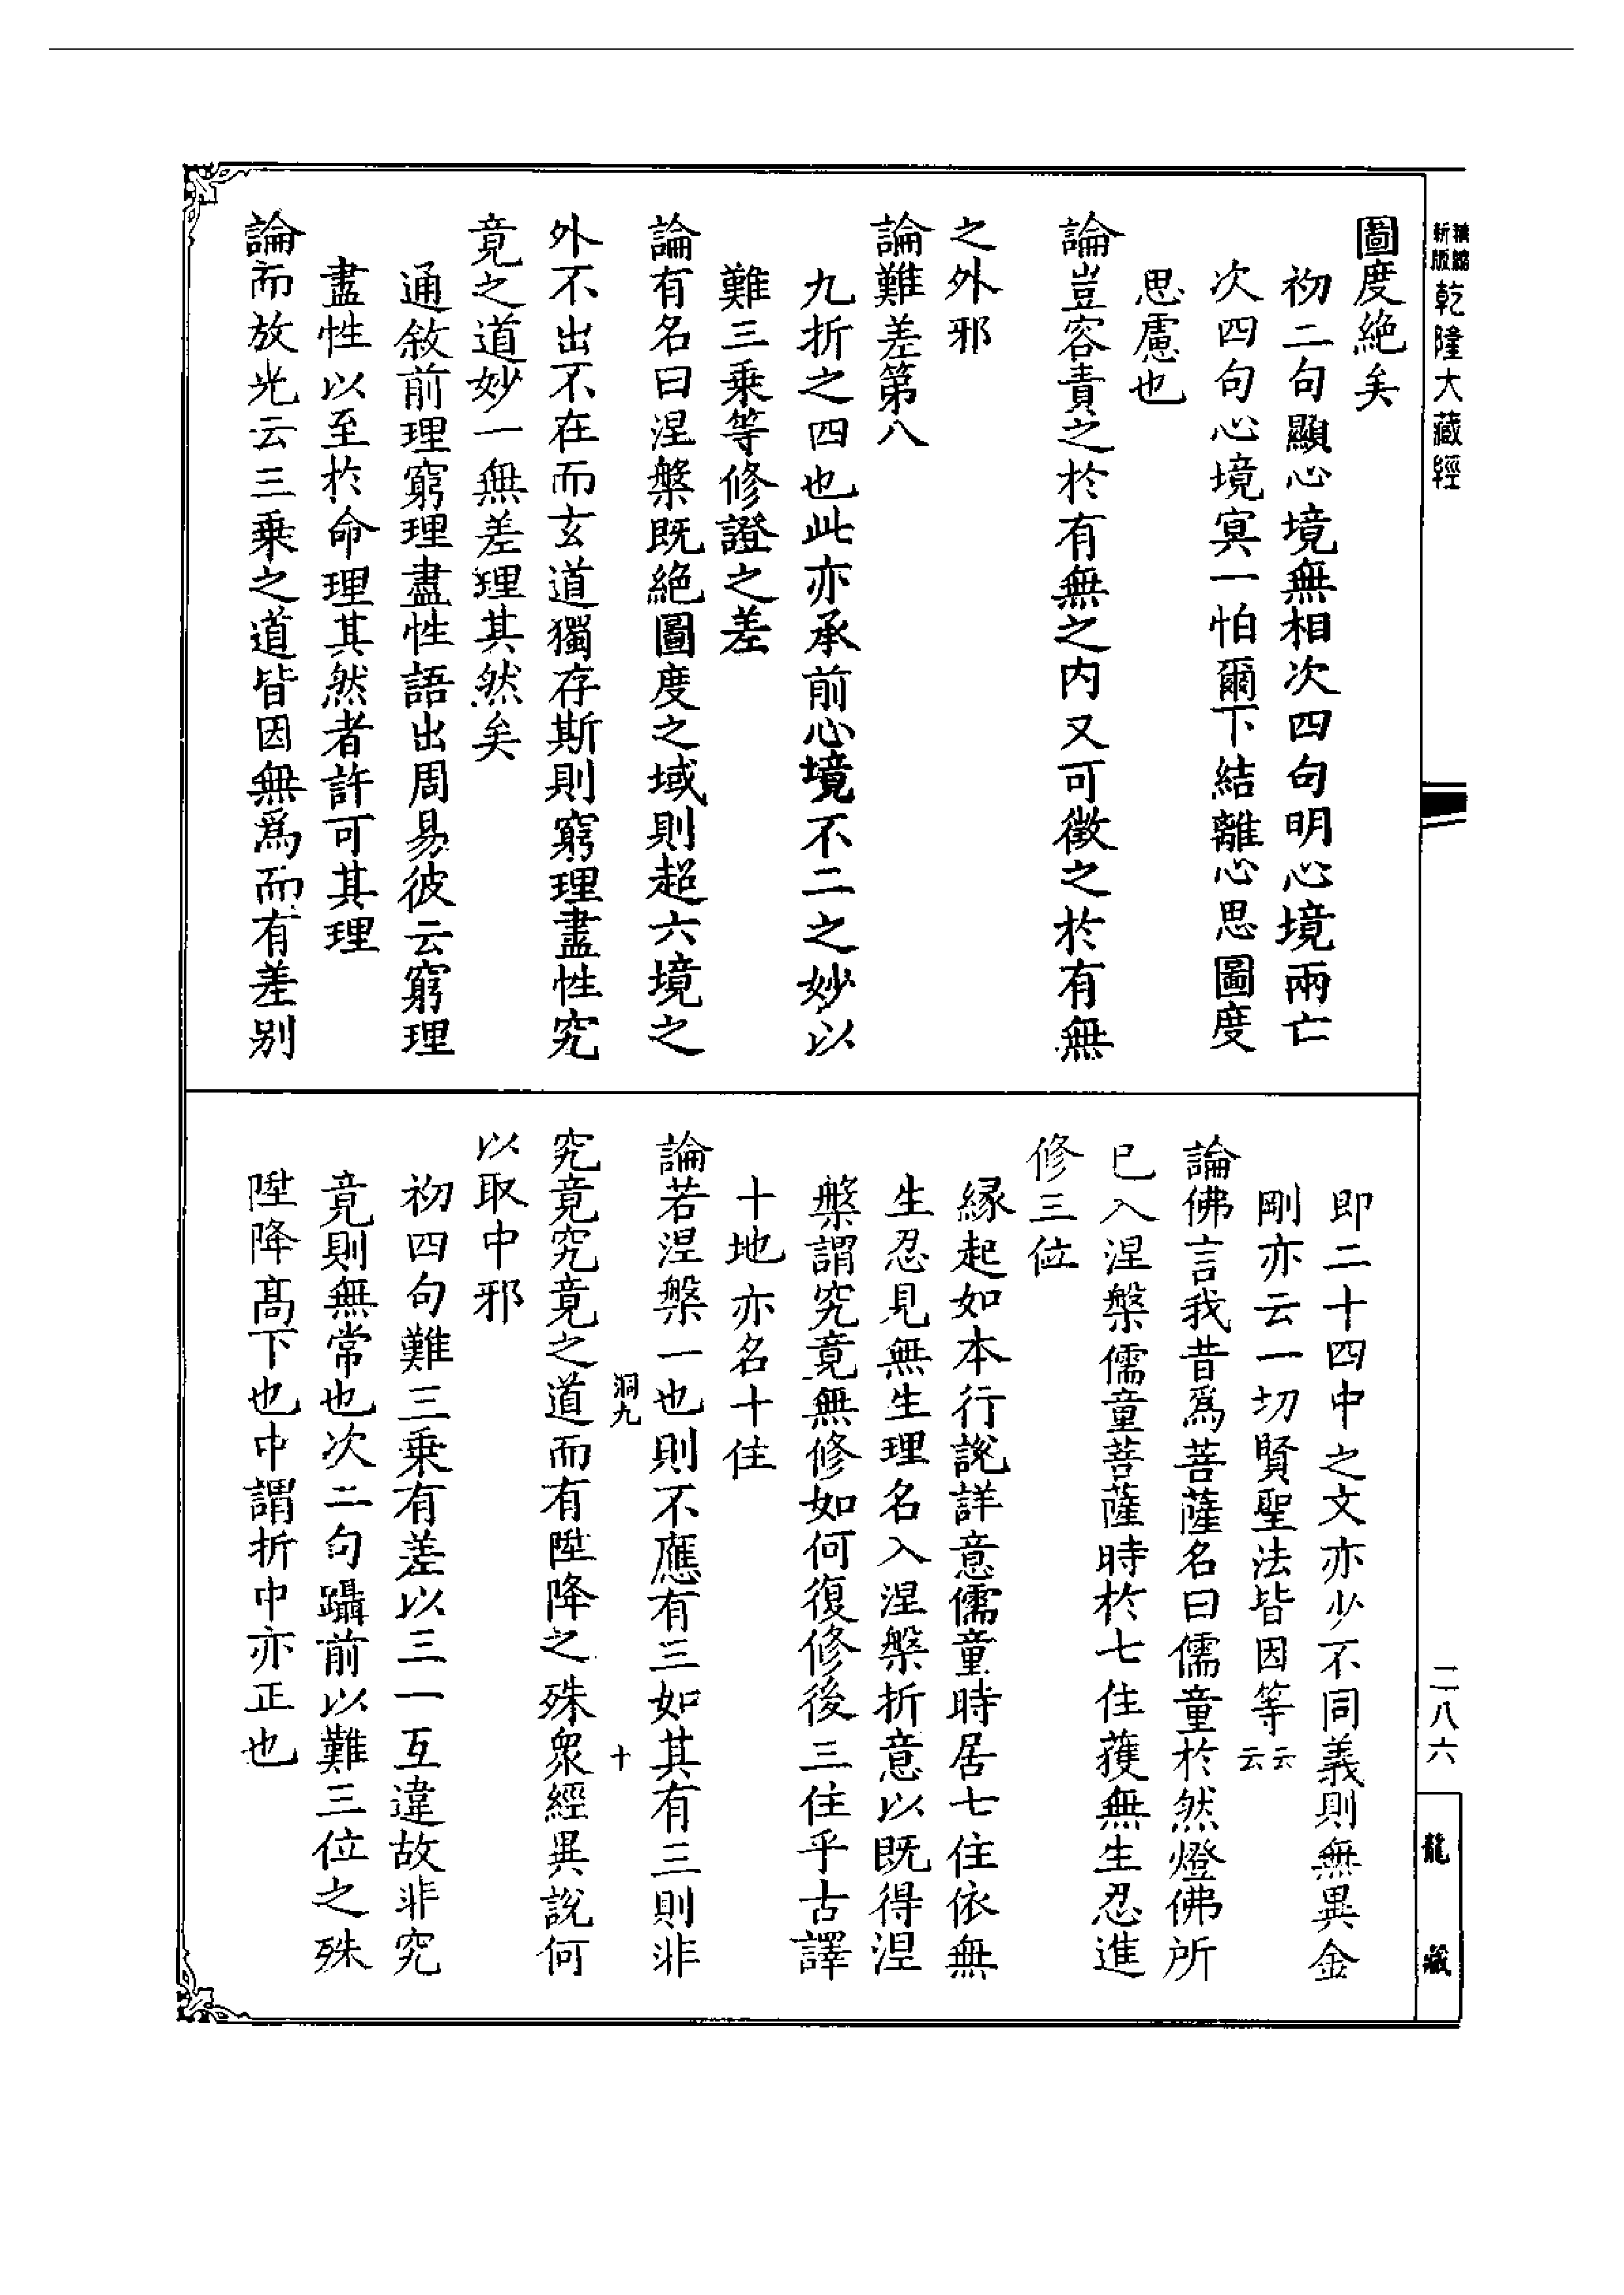 精縮新版乾隆大藏經
圖度絕矣
初二句顯心境無相次四句明心境兩亡
次四句心境冥一怕爾下結離心思圖度
思慮也
論豈容責之於有無之內又可徵之於有無
之外邪
論難差第八
九折之四也此亦承前心境不二之妙以
難三乗等修證之差
論有名曰涅槃既絕圖度之域則超六境之
外不出不在而玄道獨存斯則窮理盡性究
竟之道妙一無差理其然矣
通敘前理窮理盡性語出周易彼云窮理
盡性以至於命理其然者許可其理
論而放光云三乗之道皆因無爲而有差别
即二十四中之文亦少不同義則無異金
剛亦云一切賢聖法皆因等云云
論佛言我昔爲菩薩名曰儒童於然燈佛所
已入涅槃儒童菩薩時於七住獲無生忍進
修三位
緣起如本行說詳意儒童時居七住依無
生忍見無生理名入涅槃折意以既得涅
槃謂究竟無修如何復修後三住乎古譯
十地亦名十住
論若涅槃一也則不應有三如其有三則非
洞九 十
究竟究竟之道而有陞降之殊衆經異說何
以取中邪
初四句難三乗有差以三一互違故非究
竟則無常也次二句躡前以難三位之殊
陞降髙下也中謂折中亦正也
二八六
龍藏